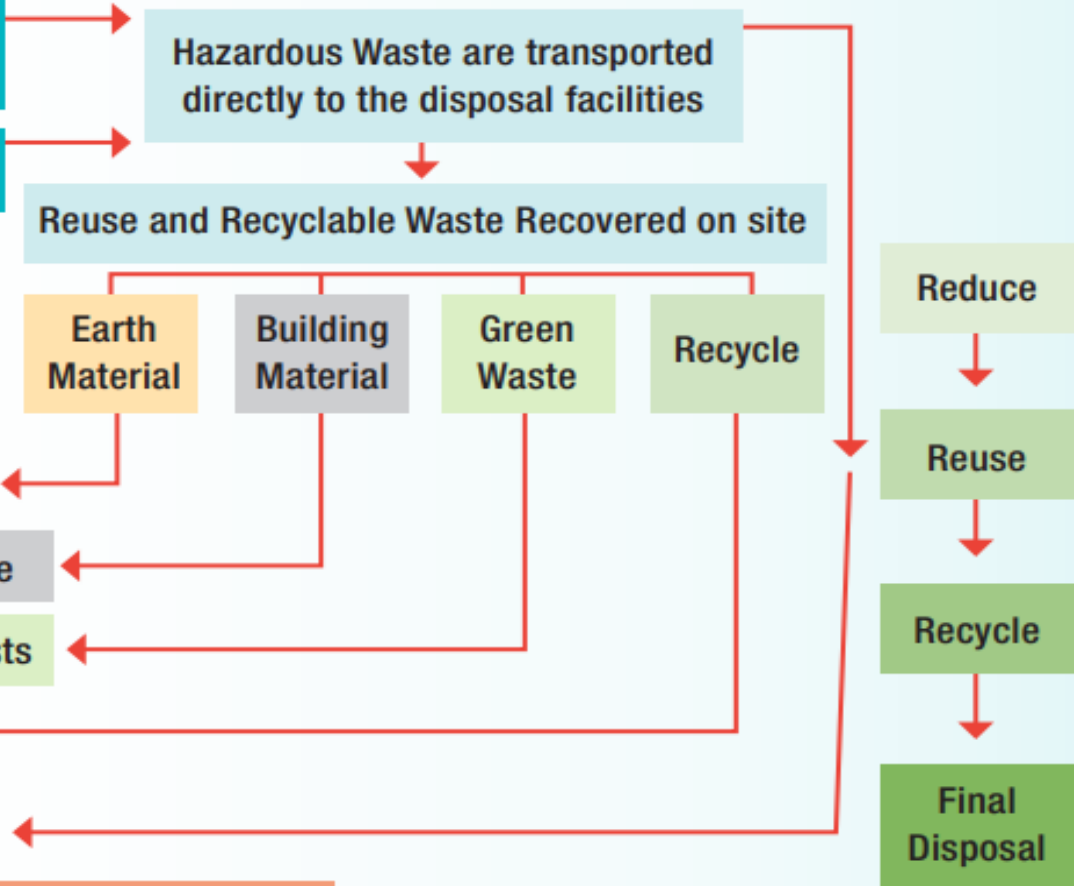 Hazardous Waste are transported
directly to the disposal facilities
Reuse and Recyclable Waste Recovered on site
Earth
Material
Building
Material
Green
Waste
Recycle
Reduce
Reuse
Recycle
Final
Disposal